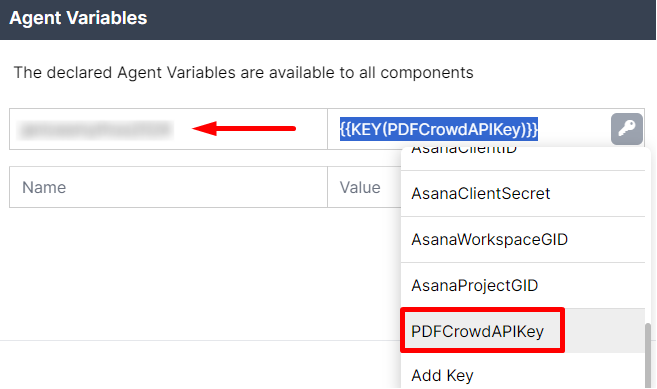 Agent Variables
The declared Agent Variables are available to all components
{{KEY(PDFCrowdAPIKey)}}
Name
Value
AsanaClientID
AsanaClientSecret
AsanaWorkspaceGID
AsanaProjectGID
PDFCrowdAPIKey
Add Key